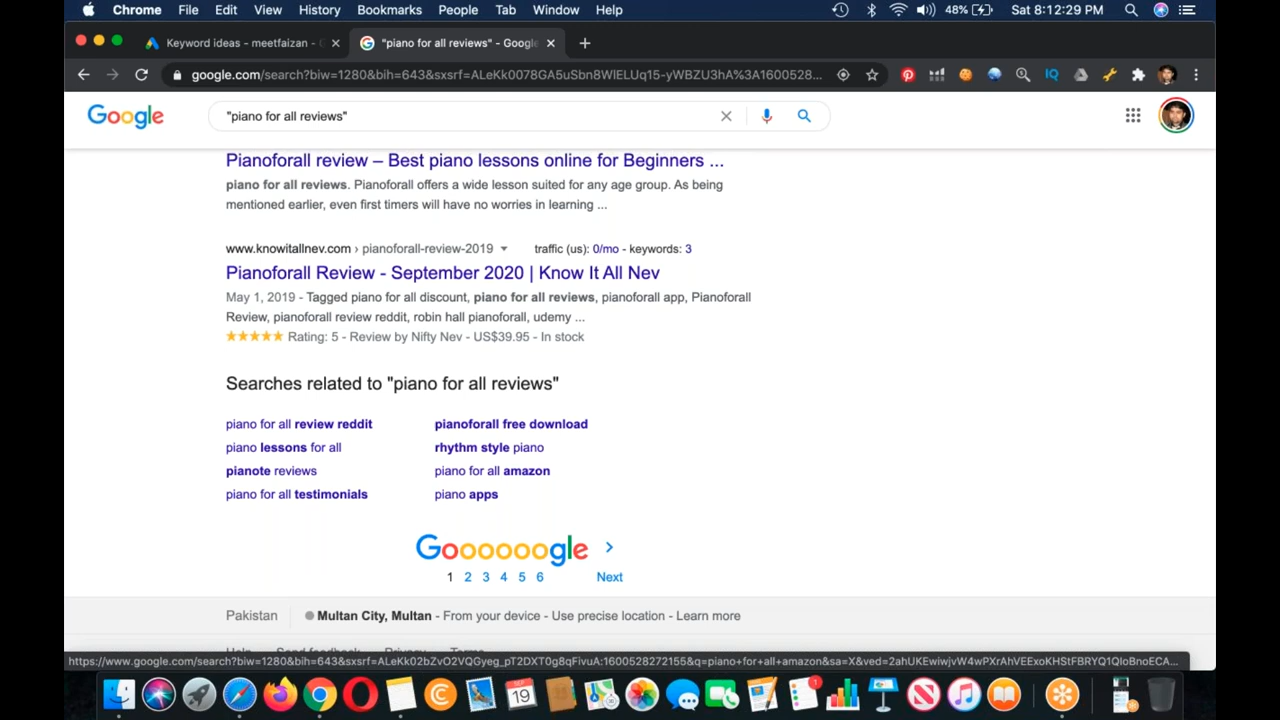 Chrome File Edit View History Bookmarks People Tab Window Help 48% Sat 8:12:29 PM
Keyword ideas - meetfaizan - "piano for all reviews" - Google
google.com/search?biw=1280&bih=643&sxsrf=ALeKk0078GA5uSbn8WlELUq15-yWBZU3hA%3A1600528...
Google "piano for all reviews"
Pianoforall review – Best piano lessons online for Beginners ...
piano for all reviews. Pianoforall offers a wide lesson suited for any age group. As being
mentioned earlier, even first timers will have no worries in learning ...
www.knowitallnev.com › pianoforall-review-2019 traffic (us): 0/mo - keywords: 3
Pianoforall Review - September 2020 | Know It All Nev
May 1, 2019 - Tagged piano for all discount, piano for all reviews, pianoforall app, Pianoforall
Review, pianoforall review reddit, robin hall pianoforall, udemy ...
Rating: 5 - Review by Nifty Nev - US$39.95 - In stock
Searches related to "piano for all reviews"
piano for all review reddit pianoforall free download
piano lessons for all rhythm style piano
pianote reviews piano for all amazon
piano for all testimonials piano apps
Goooooogle
1 2 3 4 5 6 Next
Pakistan Multan City, Multan - From your device - Use precise location - Learn more
19 1